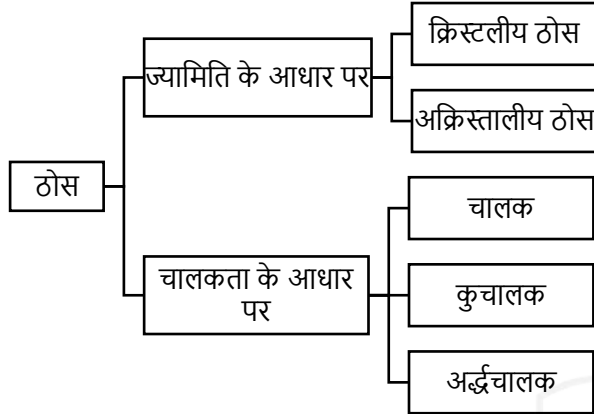 ठोस
ज्यामिति के आधार पर
क्रिस्टलीय ठोस
अक्रिस्तालीय ठोस
चालकता के आधार
पर
चालक
कुचालक
अर्द्धचालक